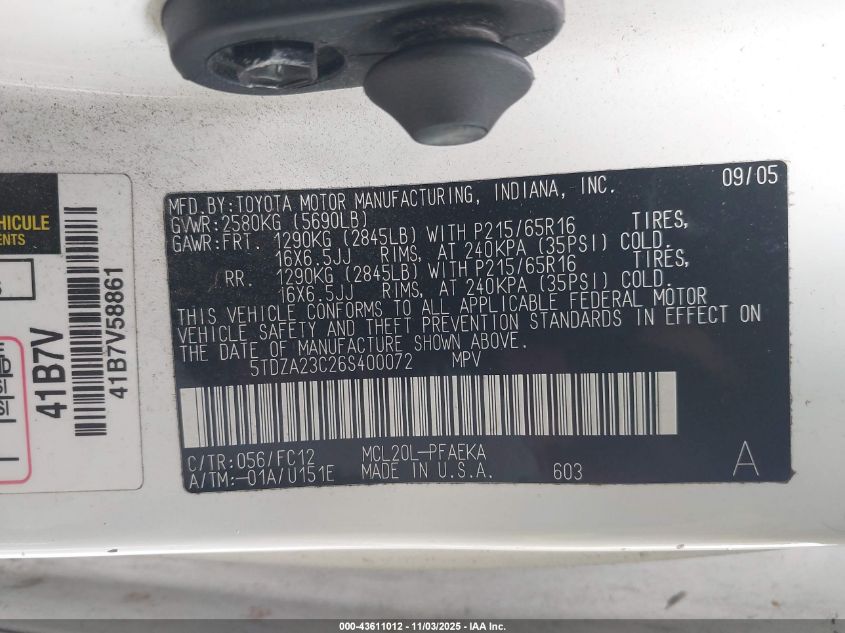 MFD.BY:TOYOTA MOTOR MANUFACTURING, INDIANA, INC. 09/05
GVWR:2580KG (5690LB)
GAWR:FRT. 1290KG (2845LB) WITH P215/65R16 TIRES,
16X6.5JJ RIMS, AT 240KPA (35PSI) COLD.
RR. 1290KG (2845LB) WITH P215/65R16 TIRES,
16X6.5JJ RIMS, AT 240KPA (35PSI) COLD.
THIS VEHICLE CONFORMS TO ALL APPLICABLE FEDERAL MOTOR
VEHICLE SAFETY AND THEFT PREVENTION STANDARDS IN EFFECT ON
THE DATE OF MANUFACTURE SHOWN ABOVE.
5TDZA23C26S400072 MPV
C/TR:056/FC12 MCL20L-PFAEKA
A/TM:-01A/U151E MADE IN U.S.A. 603 A
41B7V
41B7V58861
000-43611012 - 11/03/2025 - IAA Inc.